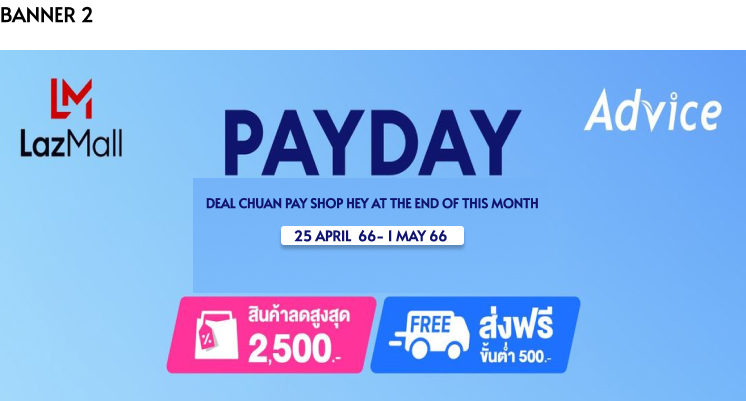 BANNER 2
LM
LazMall
Advice
PAYDAY
DEAL CHUAN PAY SHOP HEY AT THE END OF THIS MONTH
25 APRIL 66- 1 MAY 66
สินค้าลดสูงสุด
2,500.-
%
FREE
ส่งฟรี
ขั้นต่ำ 500.-